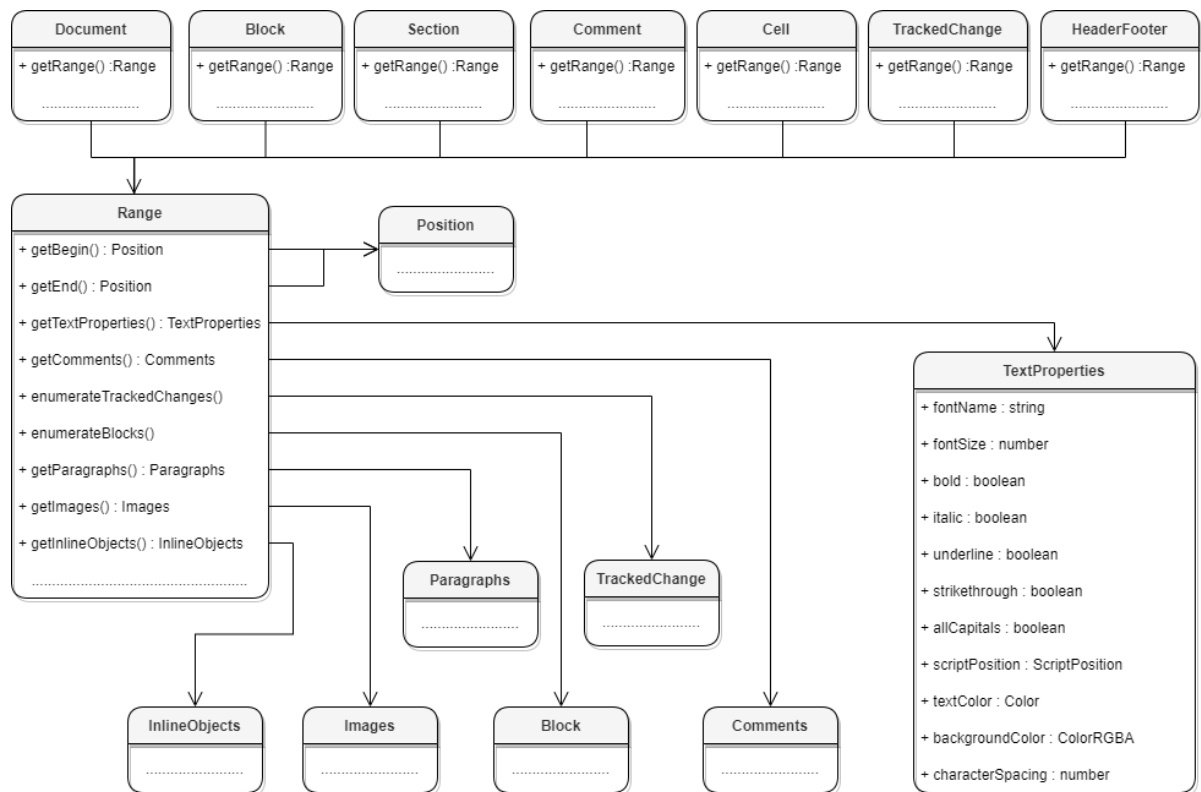 Document
+ getRange() :Range
..........................
Block
+ getRange() :Range
..........................
Section
+ getRange() :Range
..........................
Comment
+ getRange() :Range
..........................
Cell
+ getRange() :Range
..........................
TrackedChange
+ getRange() :Range
..........................
HeaderFooter
+ getRange() :Range
..........................
Range
+ getBegin() : Position
+ getEnd() : Position
+ getTextProperties() : TextProperties
+ getComments() : Comments
+ enumerateTrackedChanges()
+ enumerateBlocks()
+ getParagraphs() : Paragraphs
+ getImages() : Images
+ getInlineObjects() : InlineObjects
..........................
Position
..........................
TextProperties
+ fontName : string
+ fontSize : number
+ bold : boolean
+ italic : boolean
+ underline : boolean
+ strikethrough : boolean
+ allCapitals : boolean
+ scriptPosition : ScriptPosition
+ textColor : Color
+ backgroundColor : ColorRGBA
+ characterSpacing : number
Paragraphs
..........................
TrackedChange
..........................
InlineObjects
..........................
Images
..........................
Block
..........................
Comments
..........................